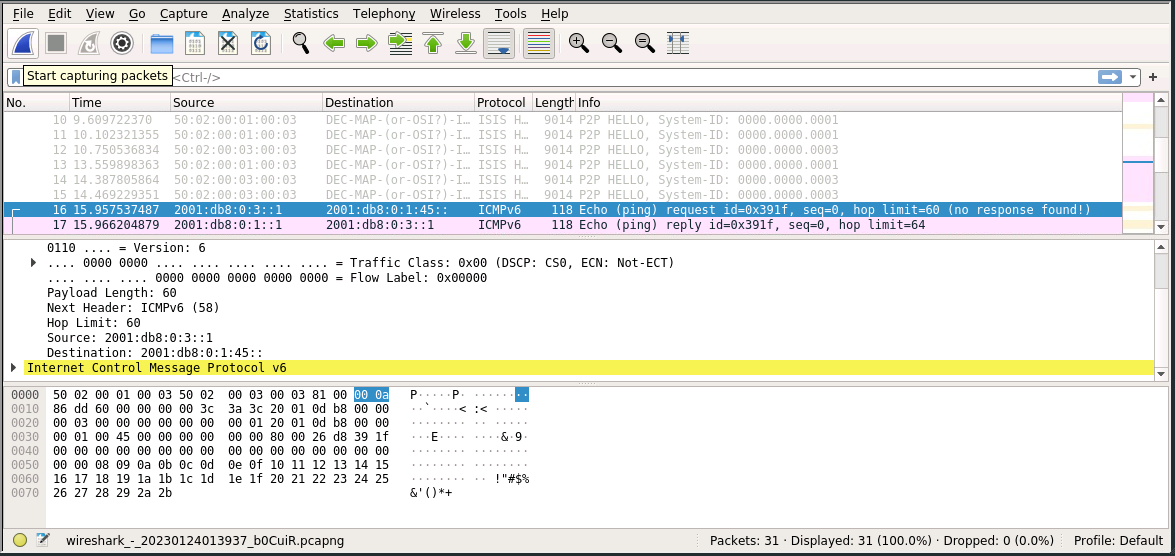 File Edit View Go Capture Analyze Statistics Telephony Wireless Tools Help
Start capturing packets <Ctrl-/>
No. Time Source Destination Protocol Length Info
10 9.609722370 50:02:00:01:00:03 DEC-MAP-(or-OSI?)-I… ISIS H… 9014 P2P HELLO, System-ID: 0000.0000.0001
11 10.102321355 50:02:00:01:00:03 DEC-MAP-(or-OSI?)-I… ISIS H… 9014 P2P HELLO, System-ID: 0000.0000.0001
12 10.750536834 50:02:00:03:00:03 DEC-MAP-(or-OSI?)-I… ISIS H… 9014 P2P HELLO, System-ID: 0000.0000.0003
13 13.559898363 50:02:00:01:00:03 DEC-MAP-(or-OSI?)-I… ISIS H… 9014 P2P HELLO, System-ID: 0000.0000.0001
14 14.387805864 50:02:00:03:00:03 DEC-MAP-(or-OSI?)-I… ISIS H… 9014 P2P HELLO, System-ID: 0000.0000.0003
15 14.469229351 50:02:00:03:00:03 DEC-MAP-(or-OSI?)-I… ISIS H… 9014 P2P HELLO, System-ID: 0000.0000.0003
16 15.957537487 2001:db8:0:3::1 2001:db8:0:1:45:: ICMPv6 118 Echo (ping) request id=0x391f, seq=0, hop limit=60 (no response found!)
17 15.966204879 2001:db8:0:1::1 2001:db8:0:3::1 ICMPv6 118 Echo (ping) reply id=0x391f, seq=0, hop limit=64
0110 .... = Version: 6
.... 0000 0000 .... .... .... .... .... = Traffic Class: 0x00 (DSCP: CS0, ECN: Not-ECT)
.... .... .... 0000 0000 0000 0000 0000 = Flow Label: 0x00000
Payload Length: 60
Next Header: ICMPv6 (58)
Hop Limit: 60
Source: 2001:db8:0:3::1
Destination: 2001:db8:0:1:45::
Internet Control Message Protocol v6
0000 50 02 00 01 00 03 50 02 00 03 00 03 81 00 00 0a P·····P· ········
0010 86 dd 60 00 00 00 00 3c 3a 3c 20 01 0d b8 00 00 ··`····< :< ·····
0020 00 03 00 00 00 00 00 00 00 01 20 01 0d b8 00 00 ········ ·· ·····
0030 00 01 00 45 00 00 00 00 00 00 80 00 26 d8 39 1f ···E···· ····&·9·
0040 00 00 00 00 00 00 00 00 00 00 00 00 00 00 00 00 ········ ········
0050 00 00 08 09 0a 0b 0c 0d 0e 0f 10 11 12 13 14 15 ········ ········
0060 16 17 18 19 1a 1b 1c 1d 1e 1f 20 21 22 23 24 25 ········ ·· !"#$%
0070 26 27 28 29 2a 2b &'()*+
wireshark_-_20230124013937_b0CuiR.pcapng Packets: 31 · Displayed: 31 (100.0%) · Dropped: 0 (0.0%) Profile: Default